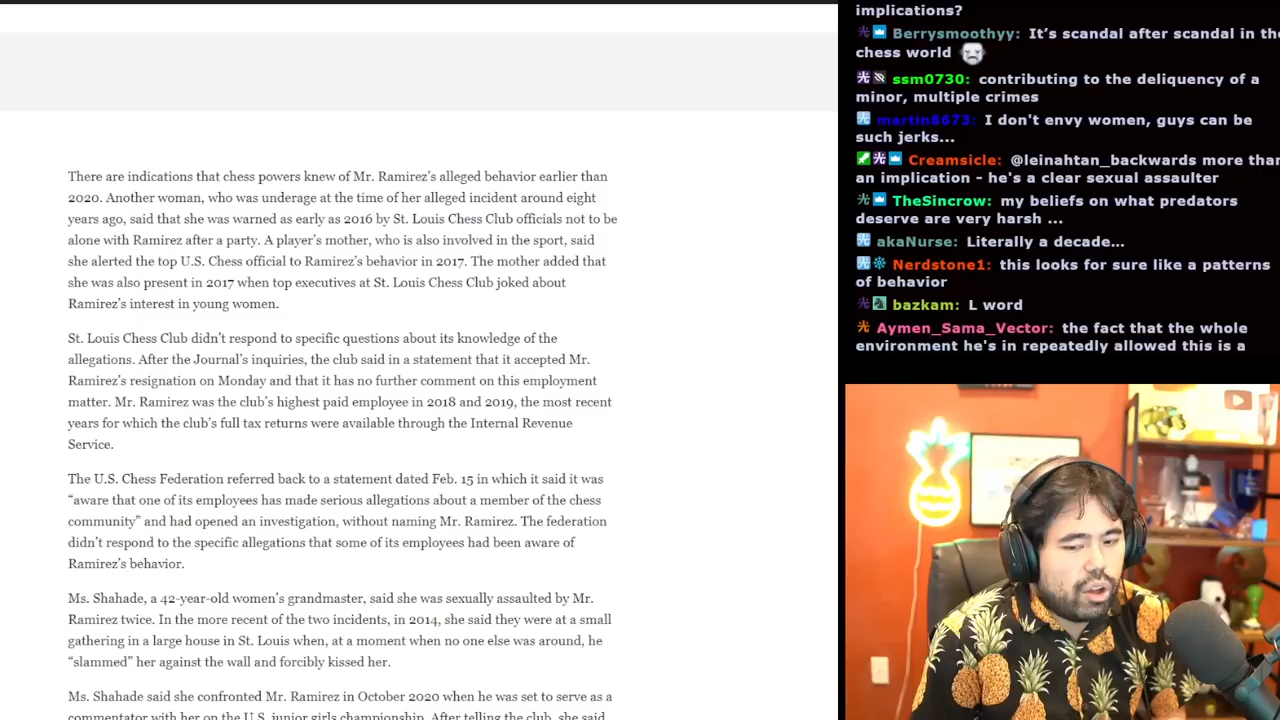 There are indications that chess powers knew of Mr. Ramirez’s alleged behavior earlier than
2020. Another woman, who was underage at the time of her alleged incident around eight
years ago, said that she was warned as early as 2016 by St. Louis Chess Club officials not to be
alone with Ramirez after a party. A player’s mother, who is also involved in the sport, said
she alerted the top U.S. Chess official to Ramirez’s behavior in 2017. The mother added that
she was also present in 2017 when top executives at St. Louis Chess Club joked about
Ramirez’s interest in young women.
St. Louis Chess Club didn’t respond to specific questions about its knowledge of the
allegations. After the Journal’s inquiries, the club said in a statement that it accepted Mr.
Ramirez’s resignation on Monday and that it has no further comment on this employment
matter. Mr. Ramirez was the club’s highest paid employee in 2018 and 2019, the most recent
years for which the club’s full tax returns were available through the Internal Revenue
Service.
The U.S. Chess Federation referred back to a statement dated Feb. 15 in which it said it was
“aware that one of its employees has made serious allegations about a member of the chess
community” and had opened an investigation, without naming Mr. Ramirez. The federation
didn’t respond to the specific allegations that some of its employees had been aware of
Ramirez’s behavior.
Ms. Shahade, a 42-year-old women’s grandmaster, said she was sexually assaulted by Mr.
Ramirez twice. In the more recent of the two incidents, in 2014, she said they were at a small
gathering in a large house in St. Louis when, at a moment when no one else was around, he
“slammed” her against the wall and forcibly kissed her.
Ms. Shahade said she confronted Mr. Ramirez in October 2020 when he was set to serve as a
commentator with her on the U.S. junior girls championship. After telling the club, she said
implications?
Berrysmoothyy: It’s scandal after scandal in the
chess world
ssm0730: contributing to the deliquency of a
minor, multiple crimes
martin8673: I don't envy women, guys can be
such jerks...
Creamsicle: @leinahtan_backwards more than
an implication - he's a clear sexual assaulter
TheSincrow: my beliefs on what predators
deserve are very harsh ...
akaNurse: Literally a decade...
Nerdstone1: this looks for sure like a patterns
of behavior
bazkam: L word
Aymen_Sama_Vector: the fact that the whole
environment he's in repeatedly allowed this is a